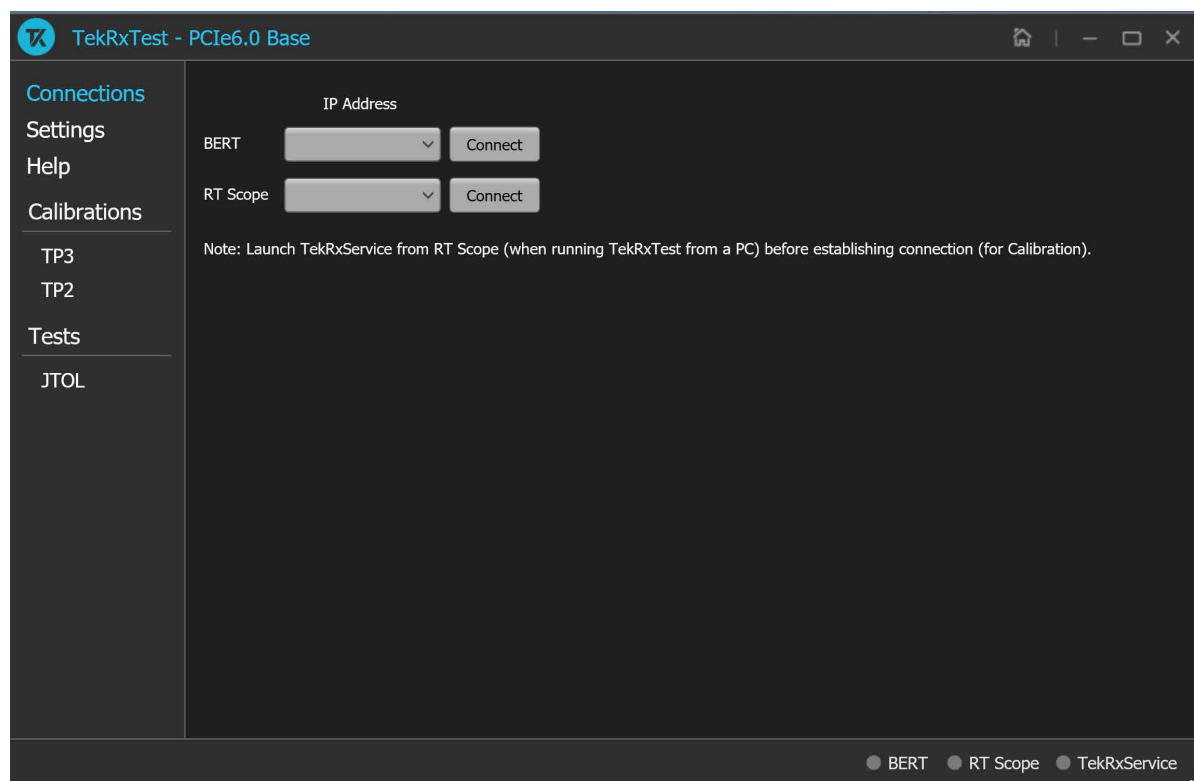 TekRxTest - PCIe6.0 Base
Connections
Settings
Help
Calibrations
TP3
TP2
Tests
JTOL
IP Address
BERT Connect
RT Scope Connect
Note: Launch TekRxService from RT Scope (when running TekRxTest from a PC) before establishing connection (for Calibration).
BERT RT Scope TekRxService